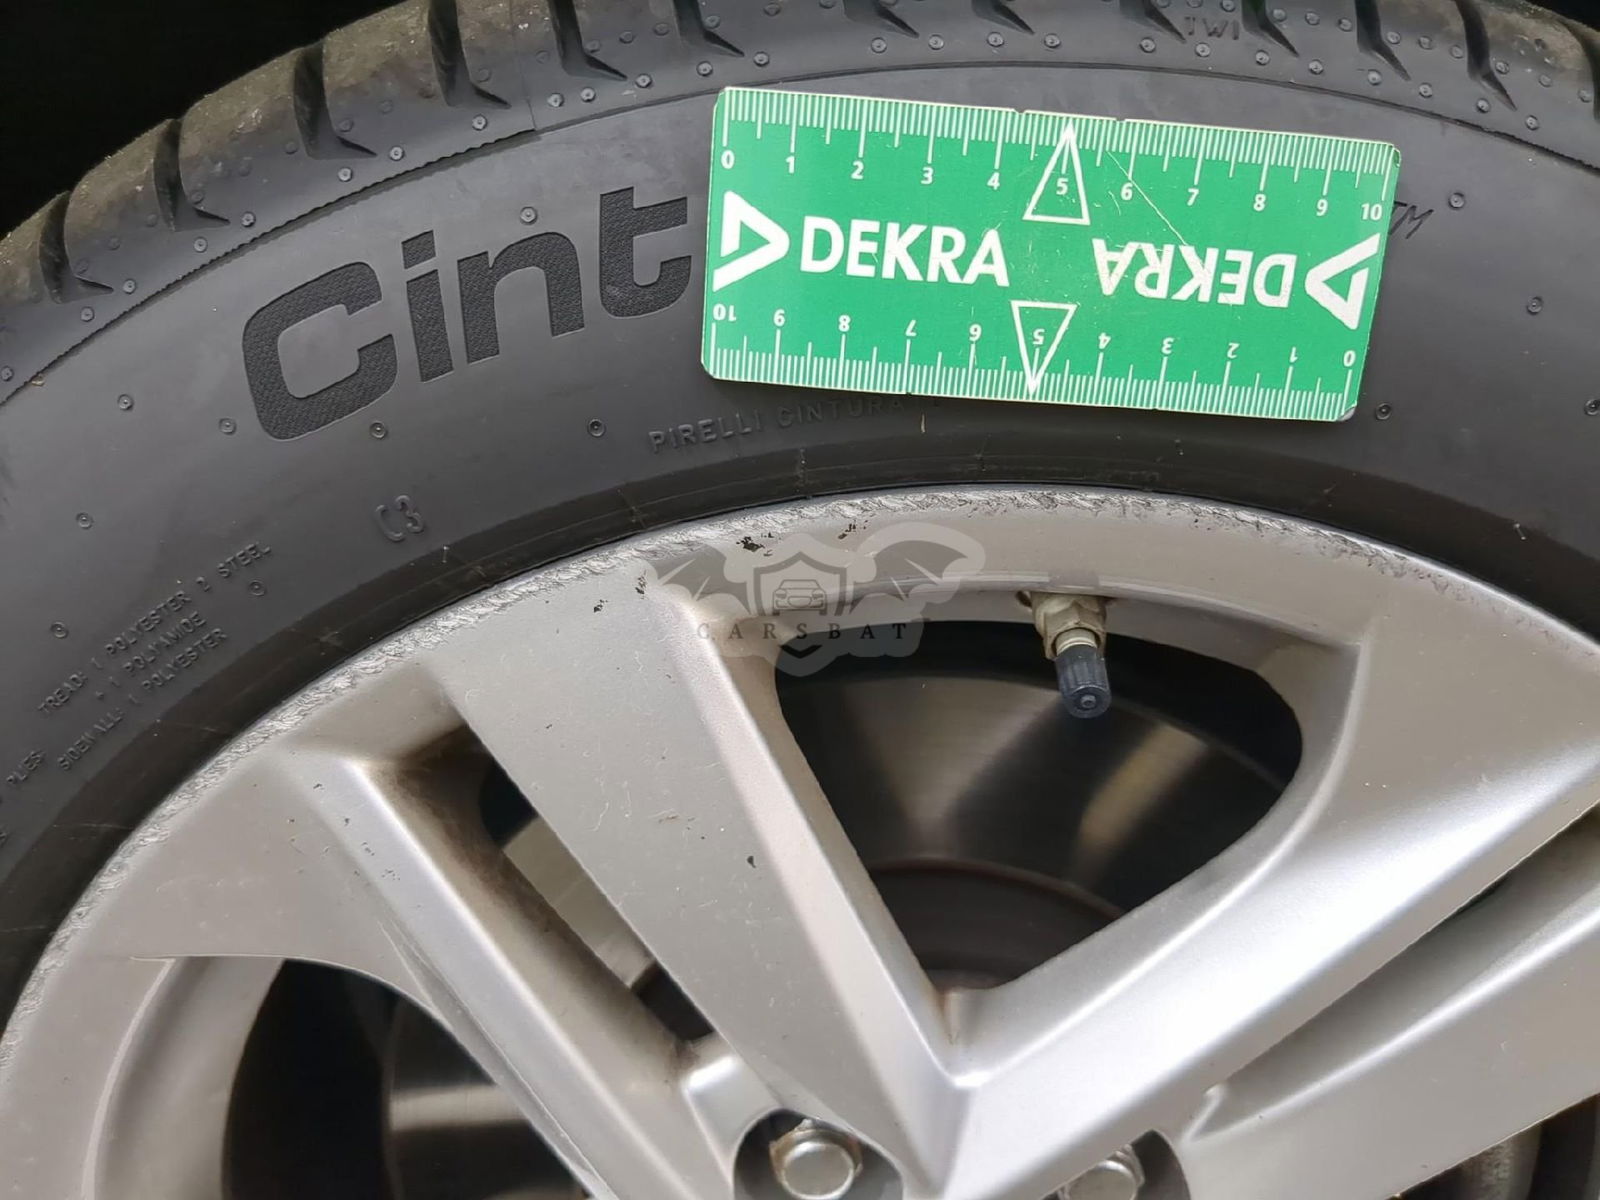 TWI
0 1 2 3 4 5 6 7 8 9 10
Cint
TM
DEKRA
DEKRA
10 9 8 7 6 5 4 3 2 1 0
PIRELLI CINTURA
C3
TREAD: 1 POLYESTER 2 STEEL
+ 1 POLYAMIDE
SIDEWALL: 1 POLYESTER
PLIES
CARSBAT